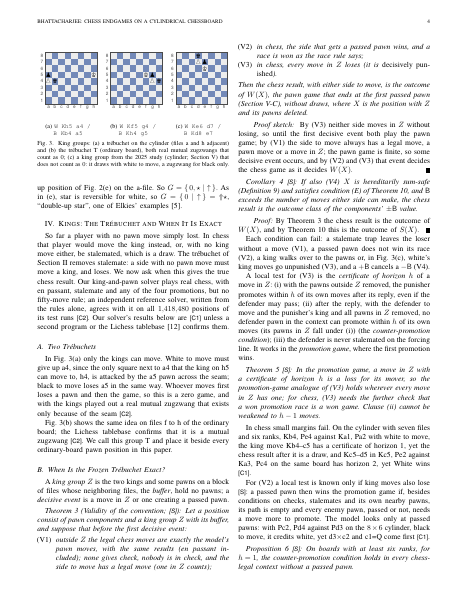 BHATTACHARJEE: CHESS ENDGAMES ON A CYLINDRICAL CHESSBOARD
4
(a) W Kh5 a4 /
B Kb4 a5
(b) W Kf5 g4 /
B Kh4 g5
(c) W Ke6 d7 /
B Kd8 e7
Fig. 3. King groups: (a) a trébuchet on the cylinder (files a and h adjacent)
and (b) the trébuchet T (ordinary board), both real mutual zugzwangs that
count as 0; (c) a king group from the 2025 study (cylinder, Section V) that
does not count as 0: it draws with white to move, a zugzwang for black only.
up position of Fig. 2(e) on the a-file. So G = {0, ∗ | ↑}. As
in (e), star is reversible for white, so G = {0 | ↑} = ↑∗,
“double-up star”, one of Elkies’ examples [5].
IV. KINGS: THE TRÉBUCHET AND WHEN IT IS EXACT
So far a player with no pawn move simply lost. In chess
that player would move the king instead, or, with no king
move either, be stalemated, which is a draw. The trébuchet of
Section II removes stalemate: a side with no pawn move must
move a king, and loses. We now ask when this gives the true
chess result. Our king-and-pawn solver plays real chess, with
en passant, stalemate and any of the four promotions, but no
fifty-move rule; an independent reference solver, written from
the rules alone, agrees with it on all 1,418,480 positions of
its test runs [C2]. Our solver’s results below are [C1] unless a
second program or the Lichess tablebase [12] confirms them.
A. Two Trébuchets
In Fig. 3(a) only the kings can move. White to move must
give up a4, since the only square next to a4 that the king on h5
can move to, h4, is attacked by the a5 pawn across the seam;
black to move loses a5 in the same way. Whoever moves first
loses a pawn and then the game, so this is a zero game, and
with the kings played out a real mutual zugzwang that exists
only because of the seam [C2].
Fig. 3(b) shows the same idea on files f to h of the ordinary
board; the Lichess tablebase confirms that it is a mutual
zugzwang [C2]. We call this group T and place it beside every
ordinary-board pawn position in this paper.
B. When Is the Frozen Trébuchet Exact?
A king group Z is the two kings and some pawns on a block
of files whose neighboring files, the buffer, hold no pawns; a
decisive event is a move in Z or one creating a passed pawn.
Theorem 3 (Validity of the convention; [S]): Let a position
consist of pawn components and a king group Z with its buffer,
and suppose that before the first decisive event:
(V1) outside Z the legal chess moves are exactly the model’s
pawn moves, with the same results (en passant in-
cluded); none gives check, nobody is in check, and the
side to move has a legal move (one in Z counts);
(V2) in chess, the side that gets a passed pawn wins, and a
race is won as the race rule says;
(V3) in chess, every move in Z loses (it is decisively pun-
ished).
Then the chess result, with either side to move, is the outcome
of W(X), the pawn game that ends at the first passed pawn
(Section V-C), without draws, where X is the position with Z
and its pawns deleted.
Proof sketch: By (V3) neither side moves in Z without
losing, so until the first decisive event both play the pawn
game; by (V1) the side to move always has a legal move, a
pawn move or a move in Z; the pawn game is finite, so some
decisive event occurs, and by (V2) and (V3) that event decides
the chess game as it decides W(X).
Corollary 4 [S]: If also (V4) X is hereditarily num-safe
(Definition 9) and satisfies condition (E) of Theorem 10, and B
exceeds the number of moves either side can make, the chess
result is the outcome class of the components’ ±B value.
Proof: By Theorem 3 the chess result is the outcome of
W(X), and by Theorem 10 this is the outcome of S(X).
Each condition can fail: a stalemate trap leaves the loser
without a move (V1), a passed pawn does not win its race
(V2), a king walks over to the pawns or, in Fig. 3(c), white’s
king moves go unpunished (V3), and a +B cancels a −B (V4).
A local test for (V3) is the certificate of horizon h of a
move in Z: (i) with the pawns outside Z removed, the punisher
promotes within h of its own moves after its reply, even if the
defender may pass; (ii) after the reply, with the defender to
move and the punisher’s king and all pawns in Z removed, no
defender pawn in the context can promote within h of its own
moves (its pawns in Z fall under (i)) (the counter-promotion
condition); (iii) the defender is never stalemated on the forcing
line. It works in the promotion game, where the first promotion
wins.
Theorem 5 [S]: In the promotion game, a move in Z with
a certificate of horizon h is a loss for its mover, so the
promotion-game analogue of (V3) holds whenever every move
in Z has one; for chess, (V3) needs the further check that
a won promotion race is a won game. Clause (ii) cannot be
weakened to h − 1 moves.
In chess small margins fail. On the cylinder with seven files
and six ranks, Kb4, Pe4 against Ka1, Pa2 with white to move,
the king move Kb4–c5 has a certificate of horizon 1, yet the
chess result after it is a draw, and Kc5–d5 in Kc5, Pe2 against
Ka3, Pc4 on the same board has horizon 2, yet White wins
[C1].
For (V2) a local test is known only if king moves also lose
[S]: a passed pawn then wins the promotion game if, besides
conditions on checks, stalemates and its own nearby pawns,
its path is empty and every enemy pawn, passed or not, needs
a move more to promote. The model looks only at passed
pawns: with Pc2, Pd4 against Pd3 on the 8 × 6 cylinder, black
to move, it credits white, yet d3×c2 and c1=Q come first [C1].
Proposition 6 [S]: On boards with at least six ranks, for
h = 1, the counter-promotion condition holds in every chess-
legal context without a passed pawn.